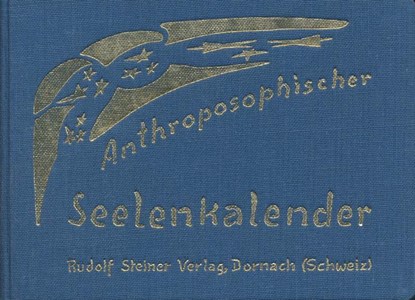 Anthroposophischer
Seelenkalender
Rudolf Steiner Verlag, Dornach (Schweiz)